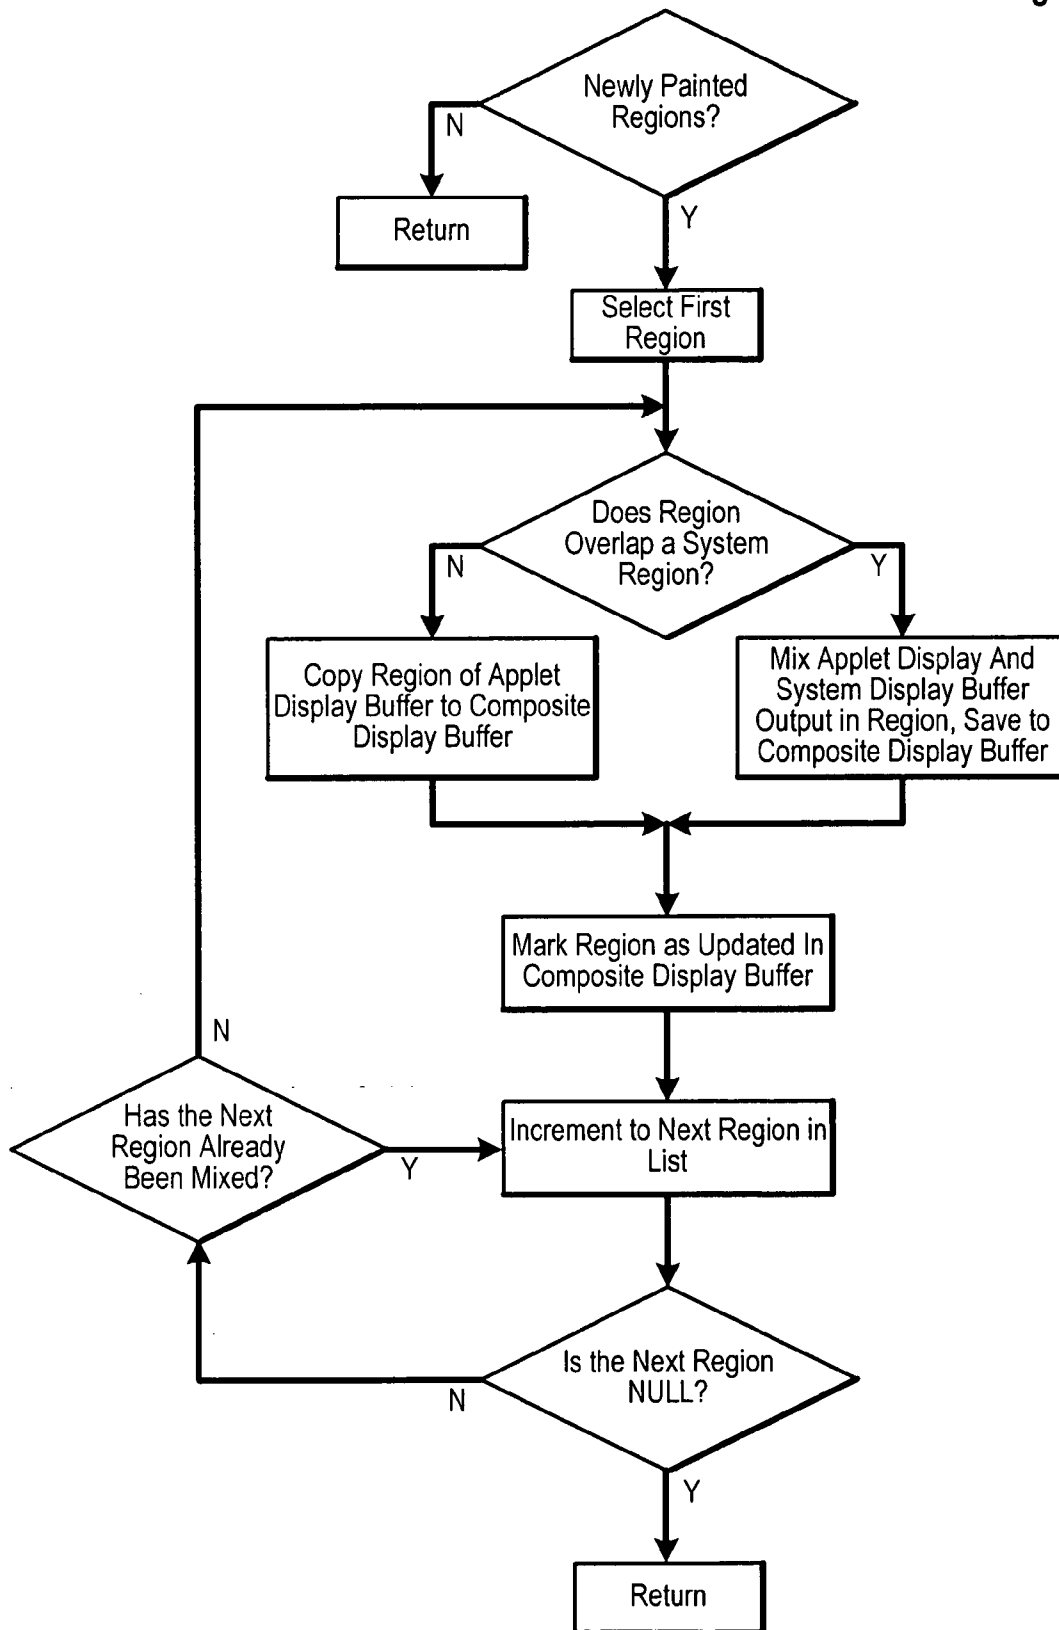 Newly Painted
Regions?
N
Y
Return
Select First
Region
Does Region
Overlap a System
Region?
N
Y
Copy Region of Applet
Display Buffer to Composite
Display Buffer
Mix Applet Display And
System Display Buffer
Output in Region, Save to
Composite Display Buffer
Mark Region as Updated In
Composite Display Buffer
N
Has the Next
Region Already
Been Mixed?
Y
Increment to Next Region in
List
Is the Next Region
NULL?
N
Y
Return